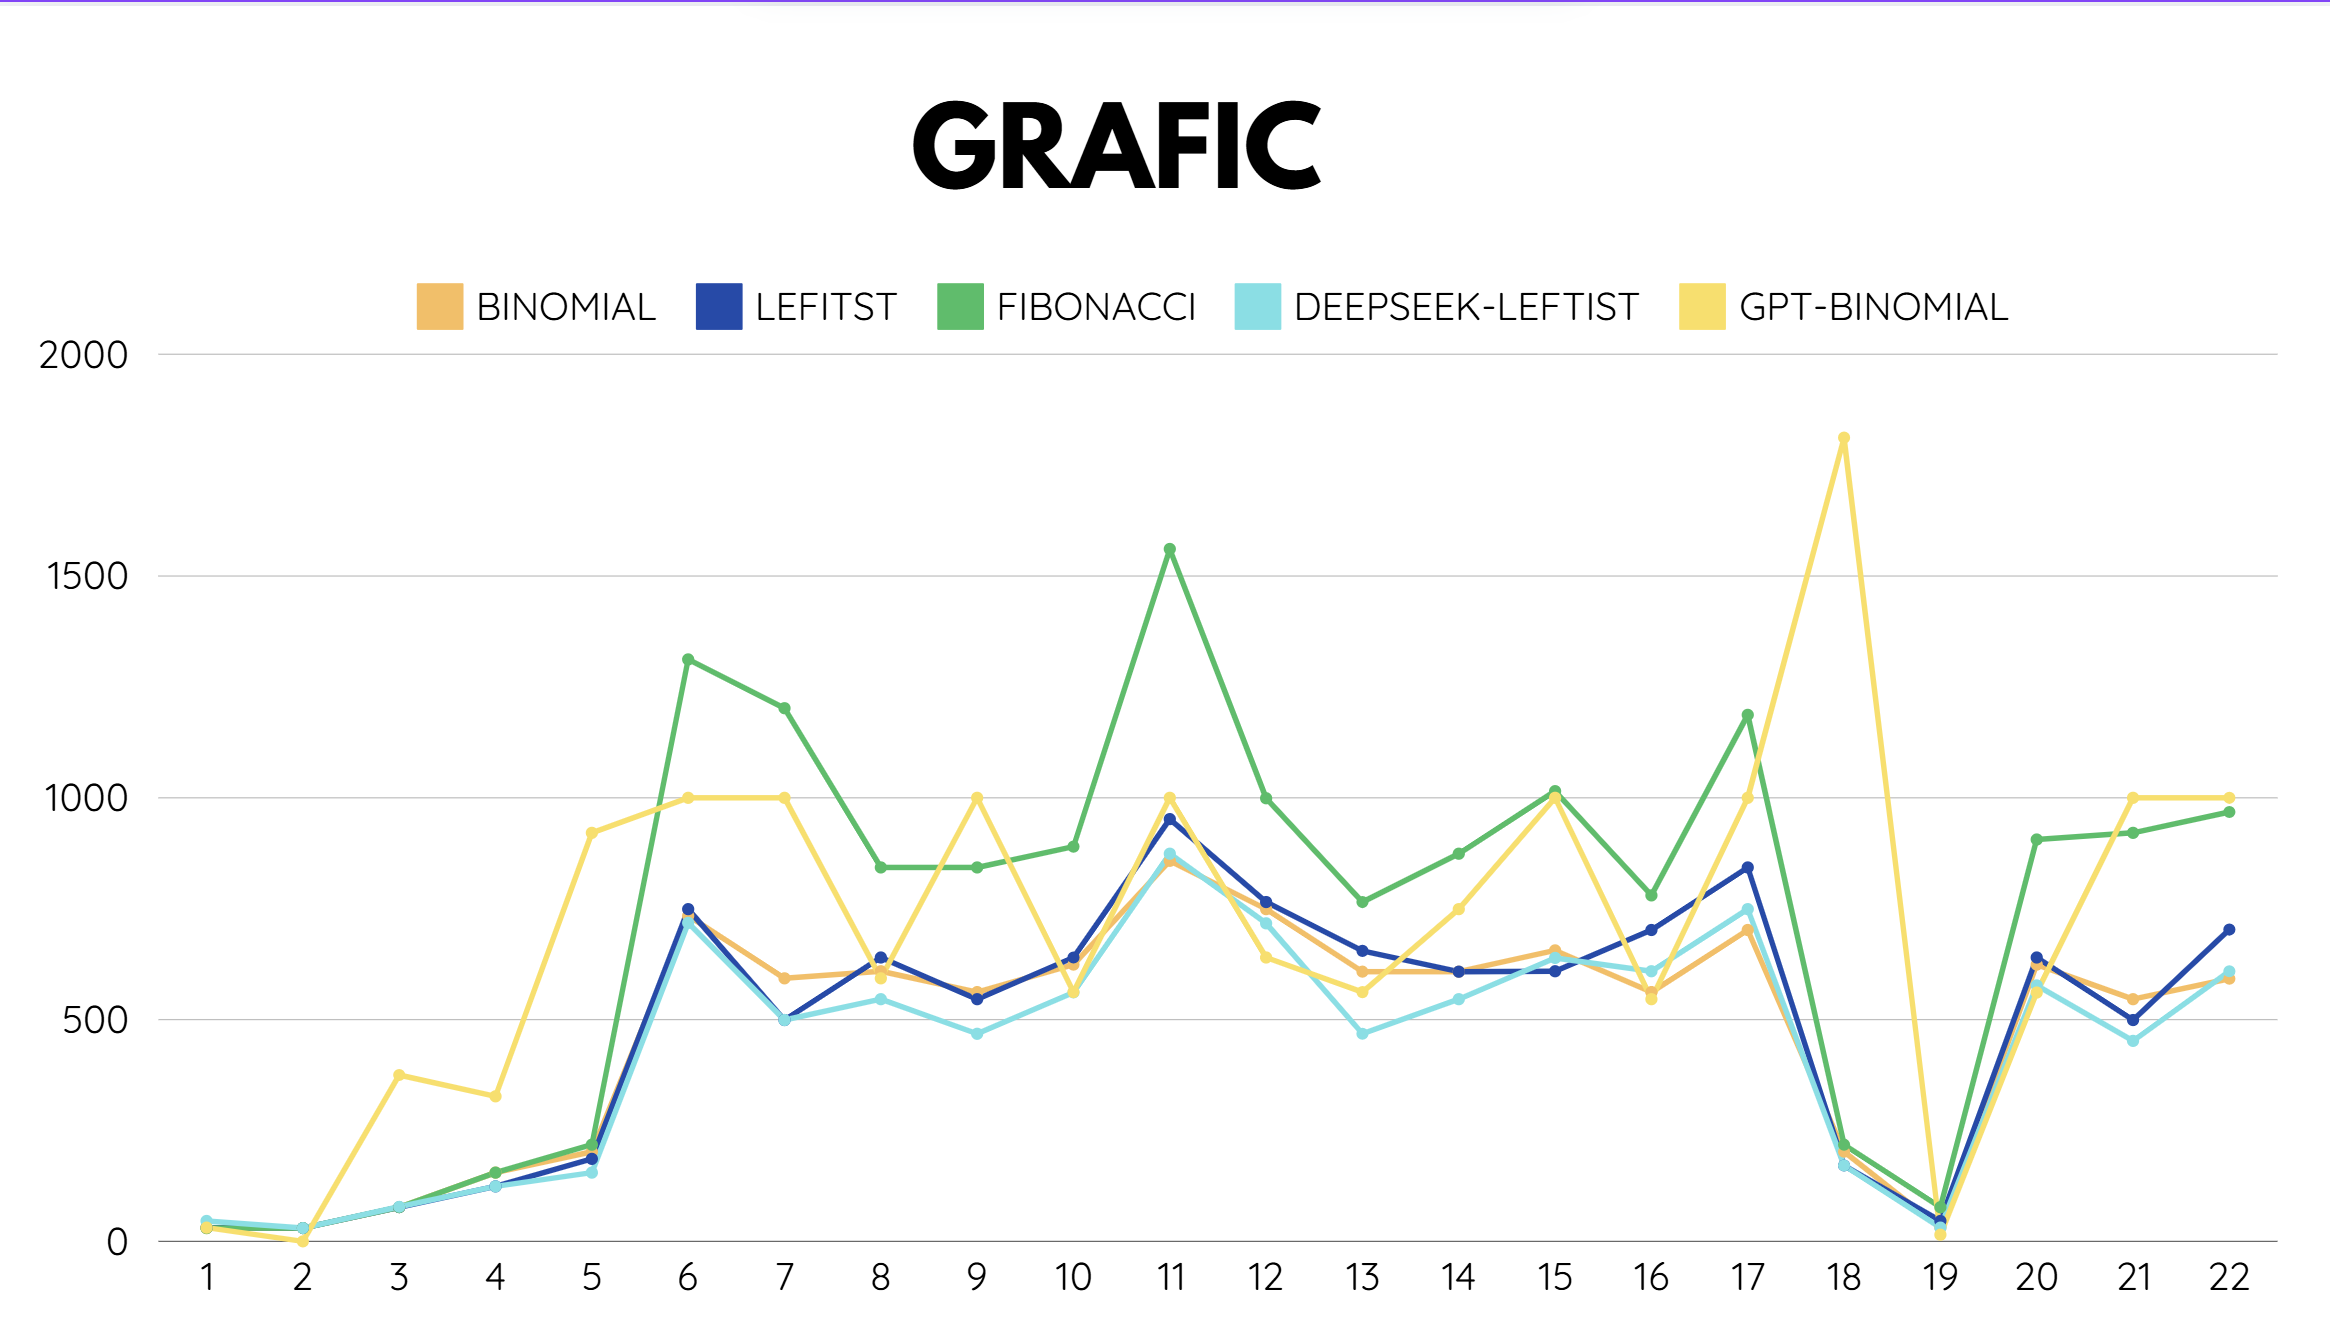 GRAFIC
BINOMIAL LEFITST FIBONACCI DEEPSEEK-LEFTIST GPT-BINOMIAL
2000
1500
1000
500
0
1 2 3 4 5 6 7 8 9 10 11 12 13 14 15 16 17 18 19 20 21 22